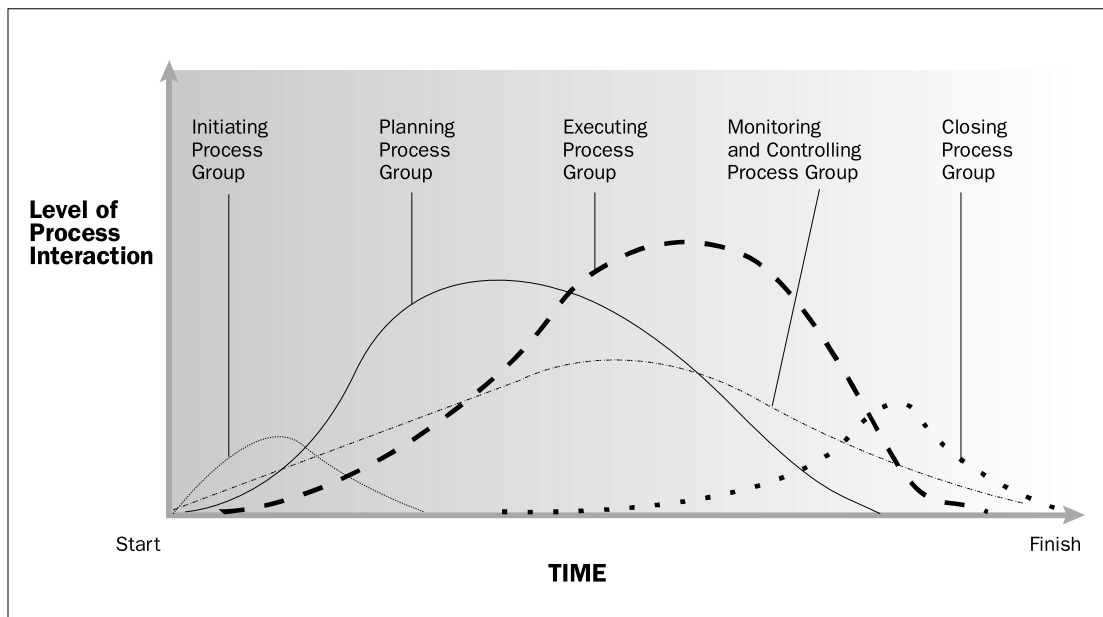 Initiating
Process
Group
Planning
Process
Group
Executing
Process
Group
Monitoring
and Controlling
Process Group
Closing
Process
Group
Level of
Process
Interaction
Start
Finish
TIME